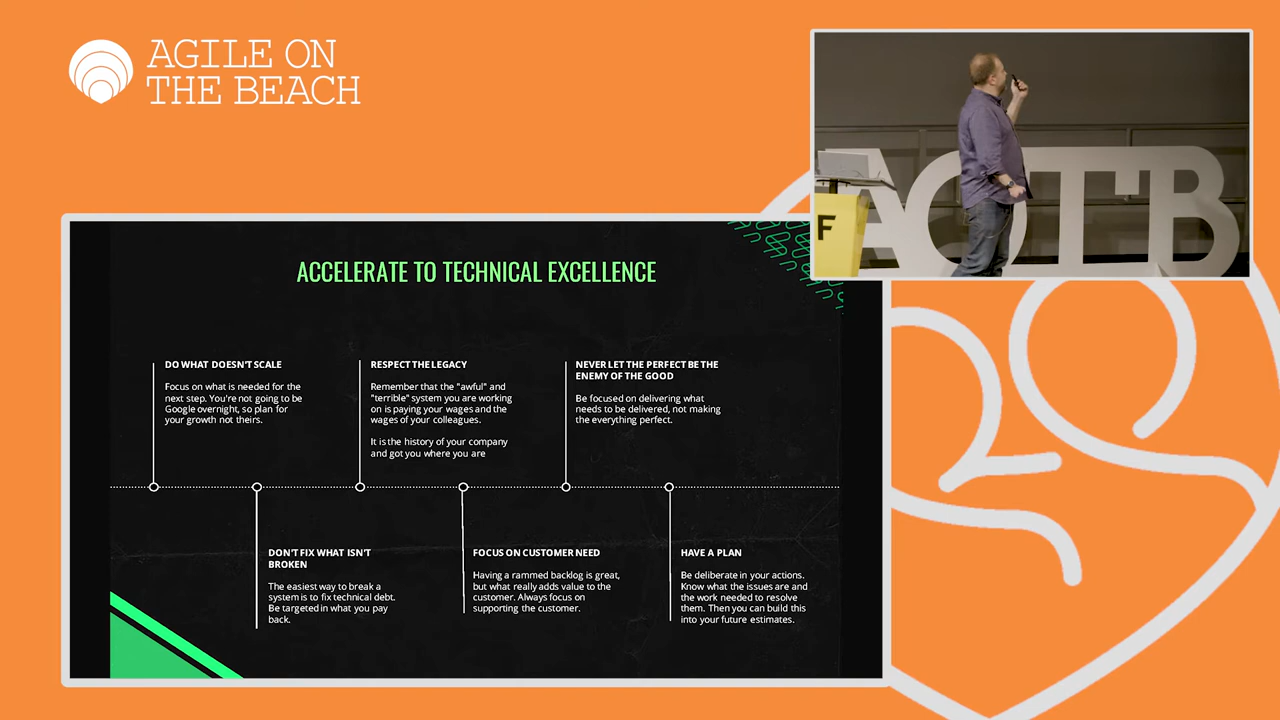 AGILE ON
THE BEACH
AOTB
F
ACCELERATE TO TECHNICAL EXCELLENCE
DO WHAT DOESN'T SCALE
Focus on what is needed for the
next step. You're not going to be
Google overnight, so plan for
your growth not theirs.
RESPECT THE LEGACY
Remember that the "awful" and
"terrible" system you are working
on is paying your wages and the
wages of your colleagues.
It is the history of your company
and got you where you are
NEVER LET THE PERFECT BE THE
ENEMY OF THE GOOD
Be focused on delivering what
needs to be delivered, not making
the everything perfect.
DON'T FIX WHAT ISN'T
BROKEN
The easiest way to break a
system is to fix technical debt.
Be targeted in what you pay
back.
FOCUS ON CUSTOMER NEED
Having a rammed backlog is great,
but what really adds value to the
customer. Always focus on
supporting the customer.
HAVE A PLAN
Be deliberate in your actions.
Know what the issues are and
the work needed to resolve
them. Then you can build this
into your future estimates.